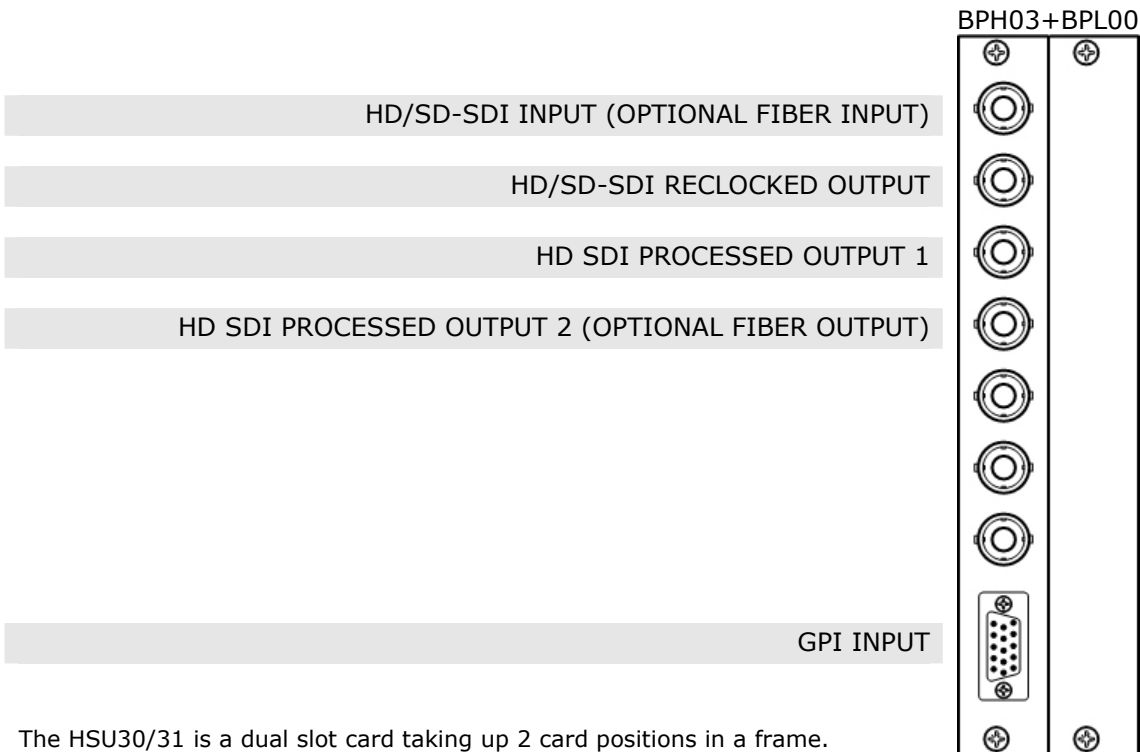 BPH03+BPL00
HD/SD-SDI INPUT (OPTIONAL FIBER INPUT)
HD/SD-SDI RECLOCKED OUTPUT
HD SDI PROCESSED OUTPUT 1
HD SDI PROCESSED OUTPUT 2 (OPTIONAL FIBER OUTPUT)
GPI INPUT
The HSU30/31 is a dual slot card taking up 2 card positions in a frame.